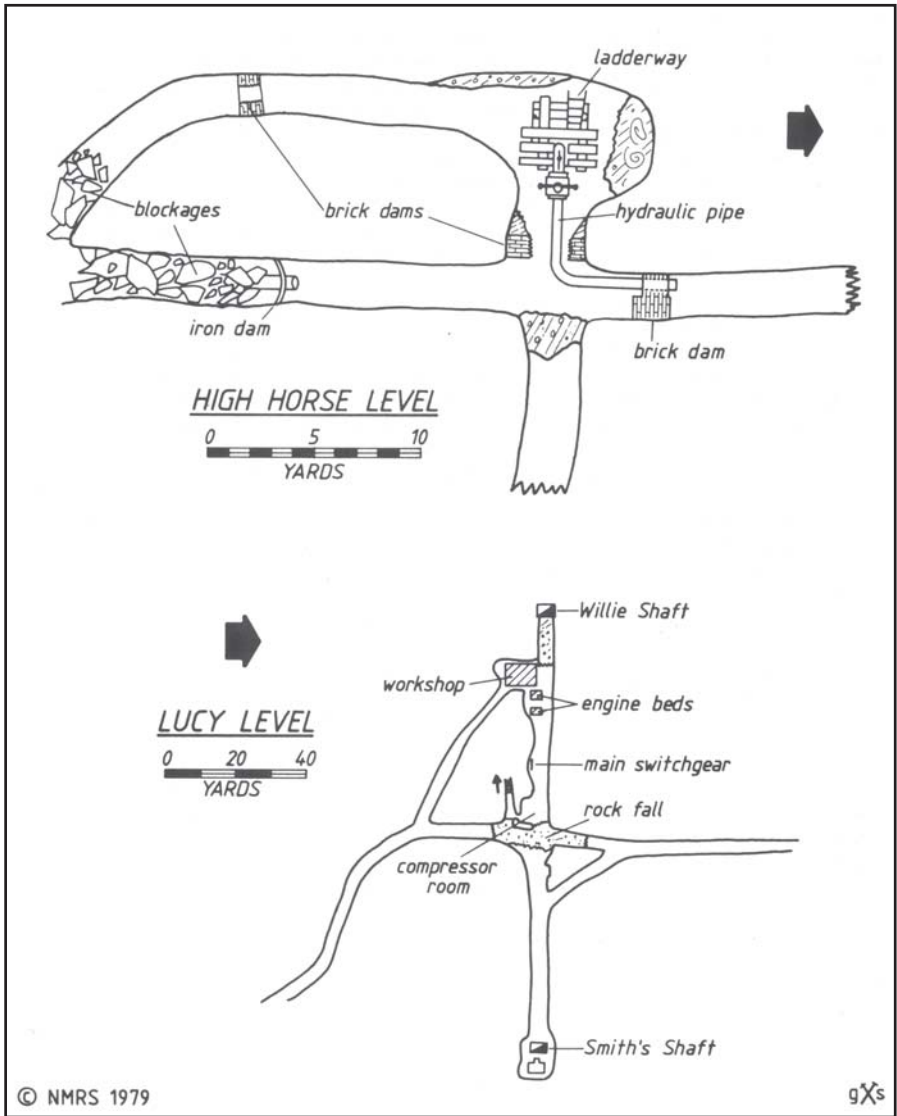 ladderway
blockages
brick dams
hydraulic pipe
iron dam
brick dam
HIGH HORSE LEVEL
0 5 10
YARDS
Willie Shaft
workshop
engine beds
LUCY LEVEL
0 20 40
YARDS
main switchgear
rock fall
compressor
room
Smith's Shaft
© NMRS 1979
gXs